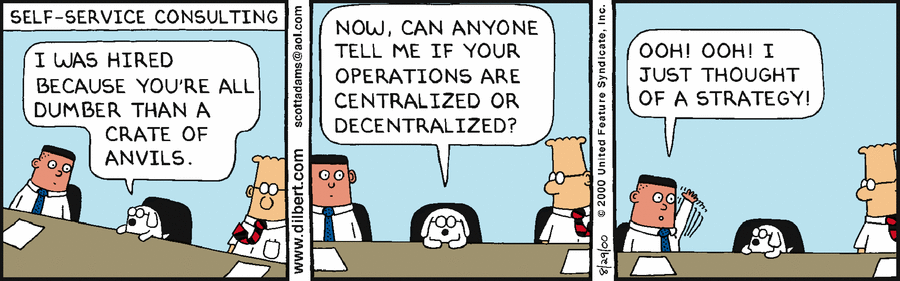 SELF-SERVICE CONSULTING
I WAS HIRED
BECAUSE YOU'RE ALL
DUMBER THAN A
CRATE OF
ANVILS.
www.dilbert.com
scottadams@aol.com
NOW, CAN ANYONE
TELL ME IF YOUR
OPERATIONS ARE
CENTRALIZED OR
DECENTRALIZED?
8/29/00
© 2000 United Feature Syndicate, Inc.
OOH! OOH! I
JUST THOUGHT
OF A STRATEGY!